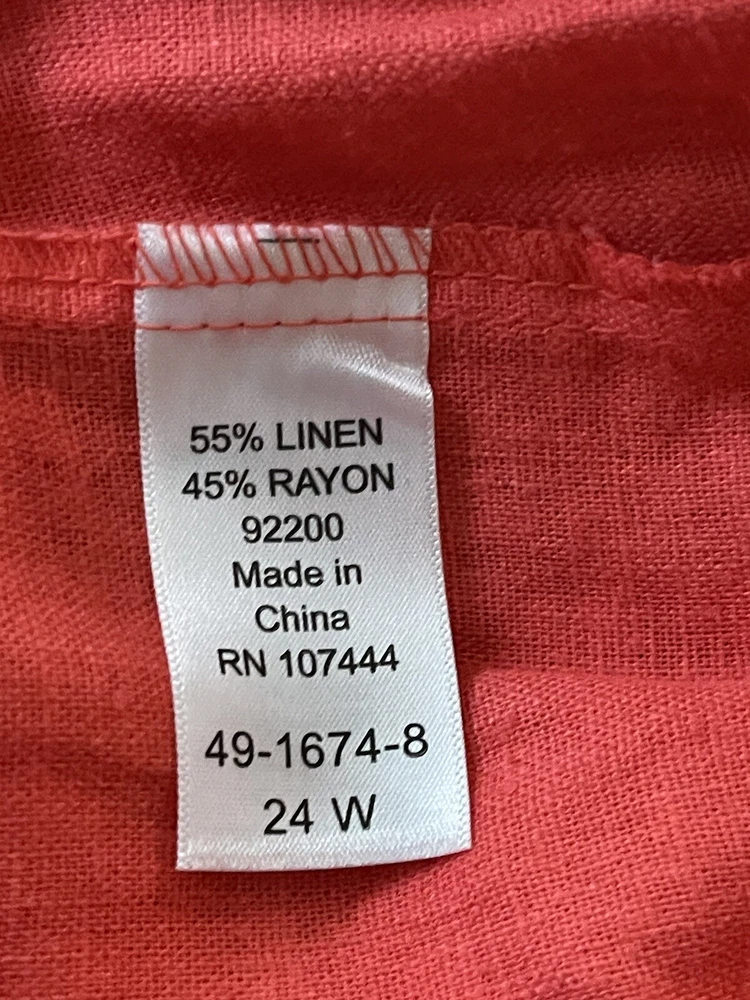 55% LINEN
45% RAYON
92200
Made in
China
RN 107444
49-1674-8
24 W